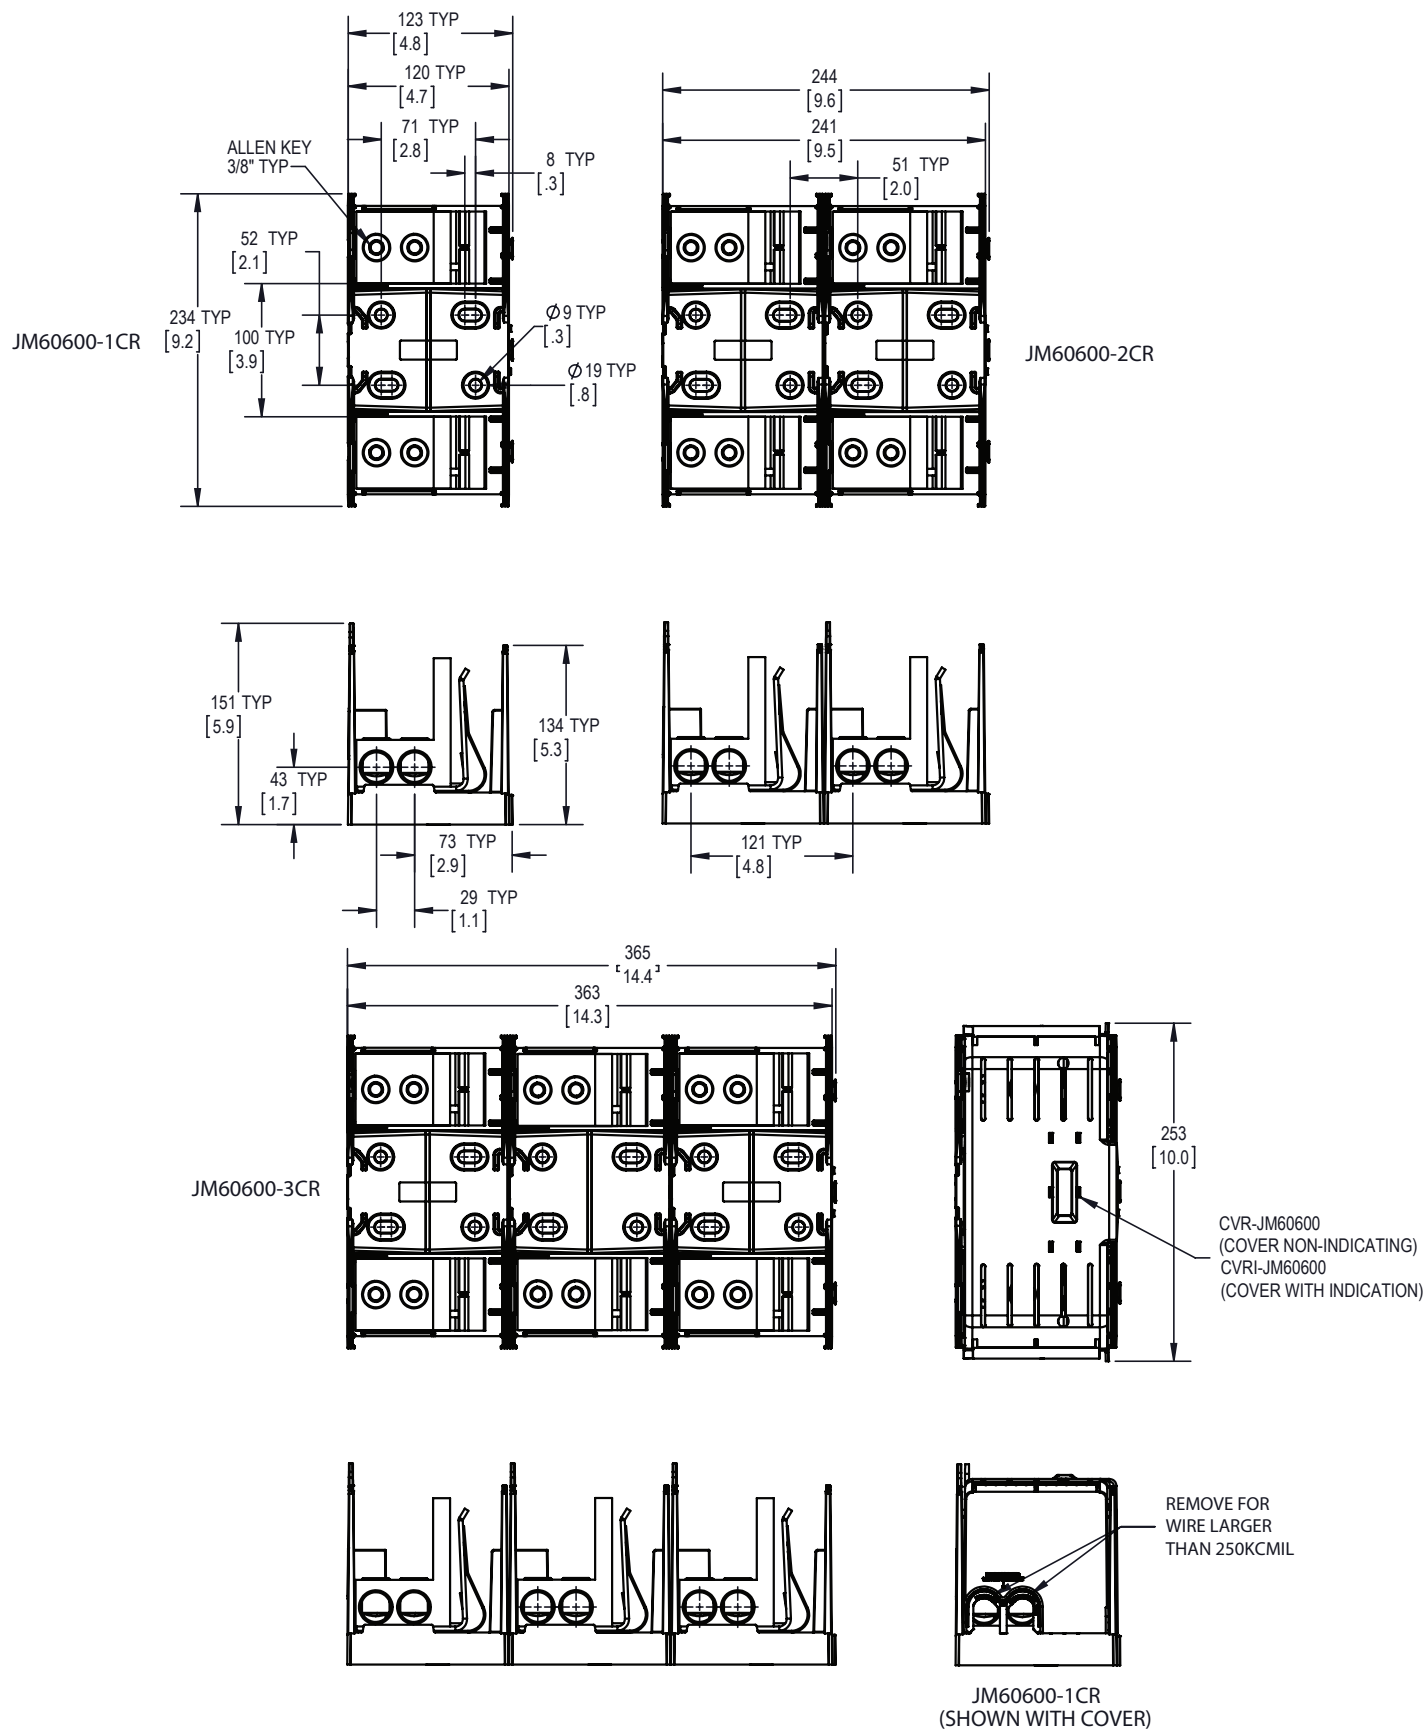 123 TYP
[4.8]
120 TYP
[4.7]
71 TYP
[2.8]
8 TYP
[.3]
ALLEN KEY
3/8" TYP
52 TYP
[2.1]
234 TYP
[9.2]
100 TYP
[3.9]
Ø9 TYP
[.3]
Ø19 TYP
[.8]
JM60600-1CR
244
[9.6]
241
[9.5]
51 TYP
[2.0]
JM60600-2CR
151 TYP
[5.9]
43 TYP
[1.7]
134 TYP
[5.3]
73 TYP
[2.9]
29 TYP
[1.1]
121 TYP
[4.8]
365
[14.4]
363
[14.3]
JM60600-3CR
253
[10.0]
CVR-JM60600
(COVER NON-INDICATING)
CVRI-JM60600
(COVER WITH INDICATION)
REMOVE FOR
WIRE LARGER
THAN 250KCMIL
JM60600-1CR
(SHOWN WITH COVER)